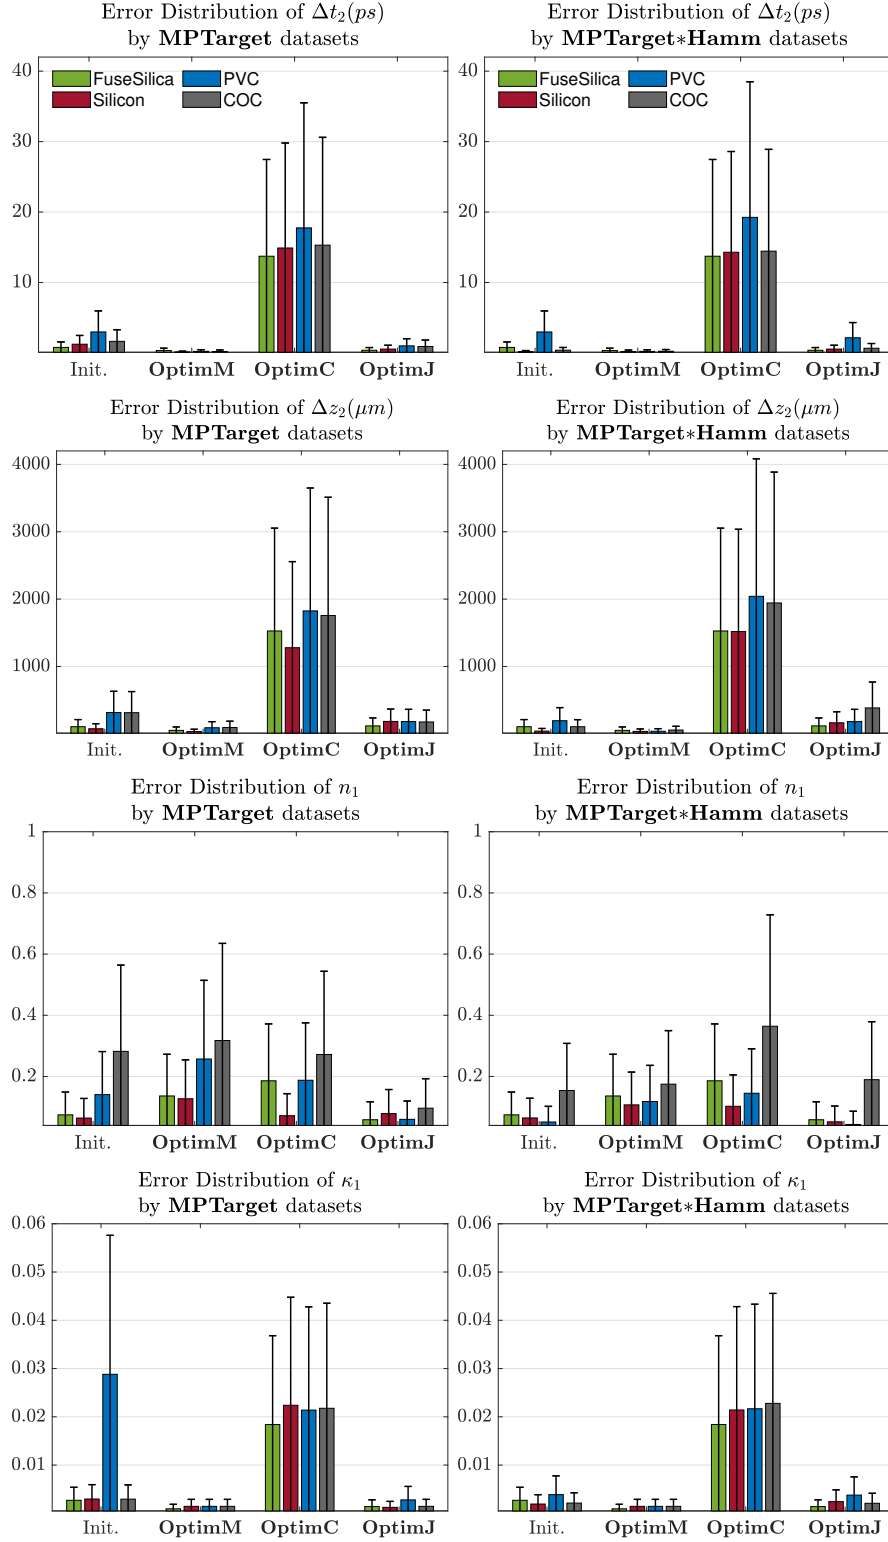 Error Distribution of Δt₂(ps)
by MPTarget datasets
40
30
20
10
FuseSilica
PVC
Silicon
COC
Init.
OptimM
OptimC
OptimJ
Error Distribution of Δt₂(ps)
by MPTarget*Hamm datasets
40
30
20
10
FuseSilica
PVC
Silicon
COC
Init.
OptimM
OptimC
OptimJ
Error Distribution of Δz₂(μm)
by MPTarget datasets
4000
3000
2000
1000
Init.
OptimM
OptimC
OptimJ
Error Distribution of Δz₂(μm)
by MPTarget*Hamm datasets
4000
3000
2000
1000
Init.
OptimM
OptimC
OptimJ
Error Distribution of n₁
by MPTarget datasets
1
0.8
0.6
0.4
0.2
Init.
OptimM
OptimC
OptimJ
Error Distribution of n₁
by MPTarget*Hamm datasets
1
0.8
0.6
0.4
0.2
Init.
OptimM
OptimC
OptimJ
Error Distribution of κ₁
by MPTarget datasets
0.06
0.05
0.04
0.03
0.02
0.01
Init.
OptimM
OptimC
OptimJ
Error Distribution of κ₁
by MPTarget*Hamm datasets
0.06
0.05
0.04
0.03
0.02
0.01
Init.
OptimM
OptimC
OptimJ